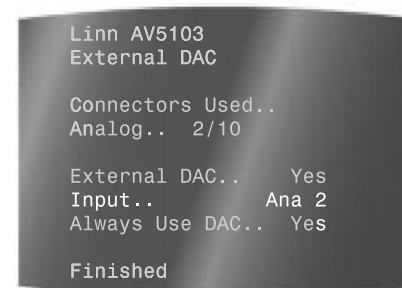 Linn AV5103
External DAC
Connectors Used..
Analog.. 2/10
External DAC.. Yes
Input.. Ana 2
Always Use DAC.. Yes
Finished